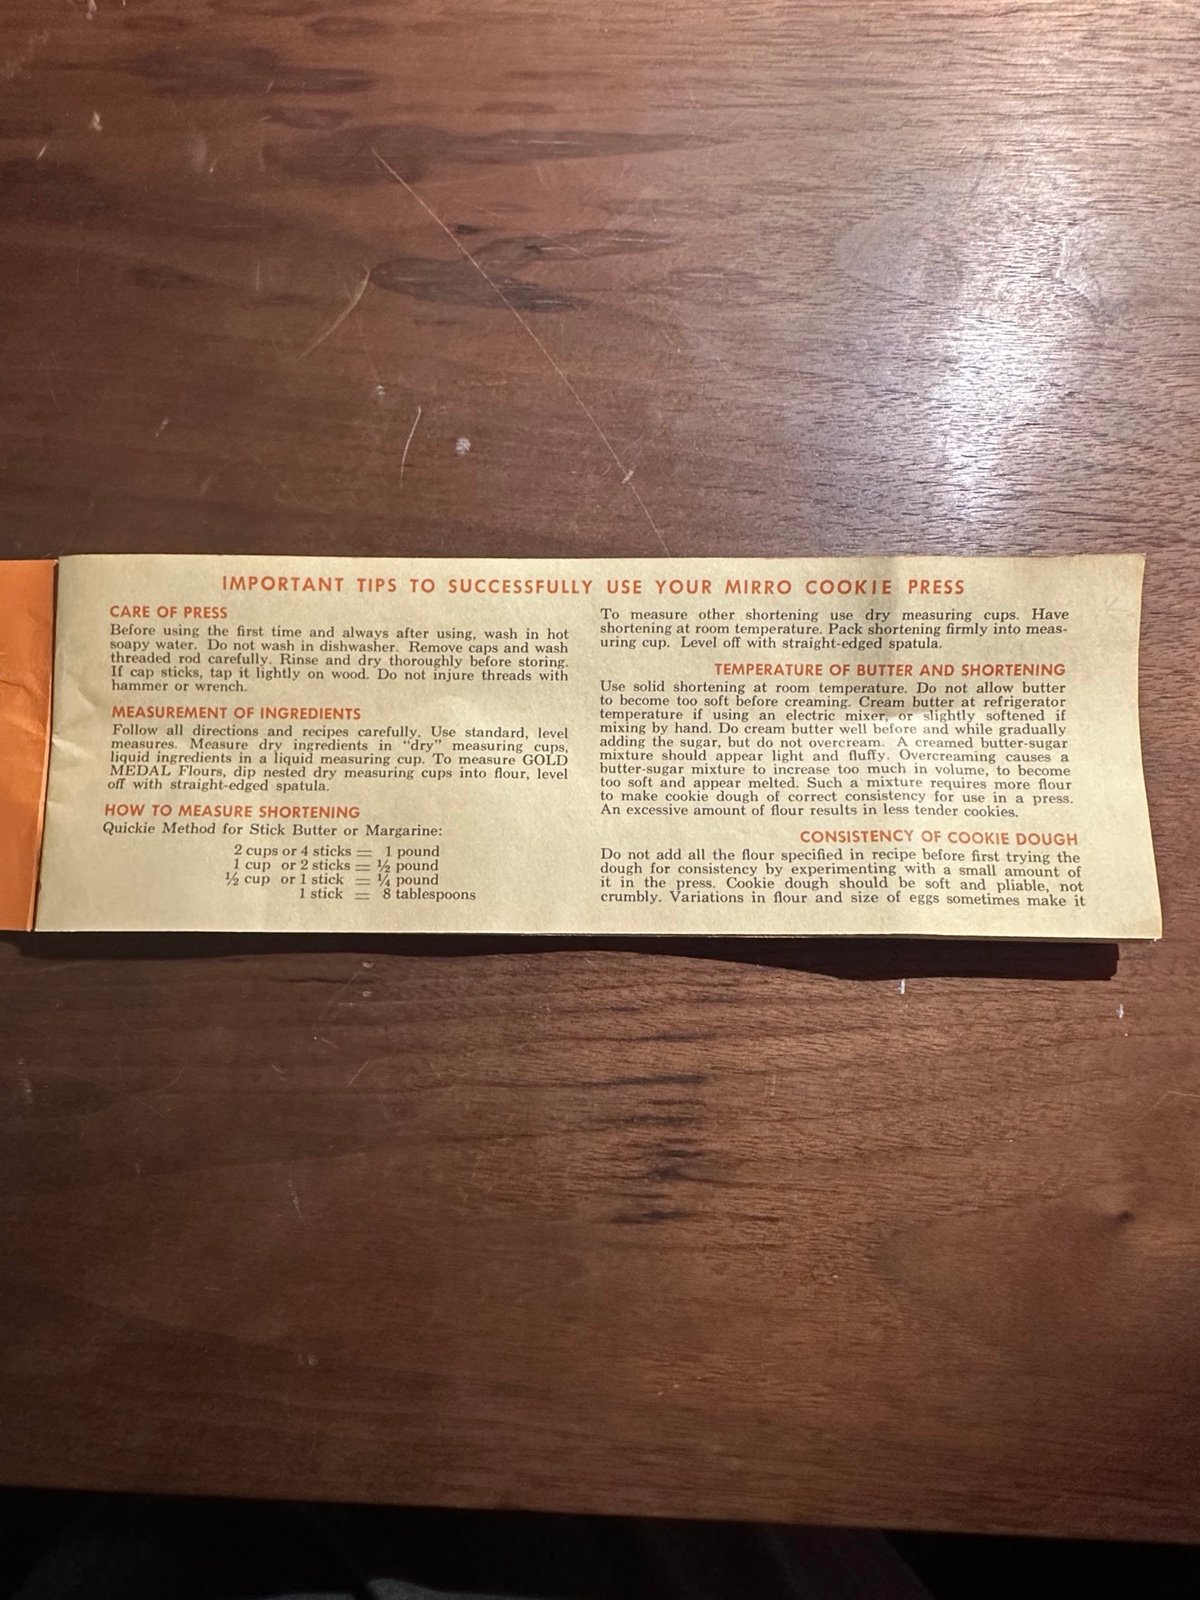 IMPORTANT TIPS TO SUCCESSFULLY USE YOUR MIRRO COOKIE PRESS
CARE OF PRESS
Before using the first time and always after using, wash in hot
soapy water. Do not wash in dishwasher. Remove caps and wash
threaded rod carefully. Rinse and dry thoroughly before storing.
If cap sticks, tap it lightly on wood. Do not injure threads with
hammer or wrench.
MEASUREMENT OF INGREDIENTS
Follow all directions and recipes carefully. Use standard, level
measures. Measure dry ingredients in "dry" measuring cups,
liquid ingredients in a liquid measuring cup. To measure GOLD
MEDAL Flours, dip nested dry measuring cups into flour, level
off with straight-edged spatula.
HOW TO MEASURE SHORTENING
Quickie Method for Stick Butter or Margarine:
2 cups or 4 sticks = 1 pound
1 cup or 2 sticks = ½ pound
½ cup or 1 stick = ¼ pound
1 stick = 8 tablespoons
To measure other shortening use dry measuring cups. Have
shortening at room temperature. Pack shortening firmly into meas-
uring cup. Level off with straight-edged spatula.
TEMPERATURE OF BUTTER AND SHORTENING
Use solid shortening at room temperature. Do not allow butter
to become too soft before creaming. Cream butter at refrigerator
temperature if using an electric mixer, or slightly softened if
mixing by hand. Do cream butter well before and while gradually
adding the sugar, but do not overcream. A creamed butter-sugar
mixture should appear light and fluffy. Overcreaming causes a
butter-sugar mixture to increase too much in volume, to become
too soft and appear melted. Such a mixture requires more flour
to make cookie dough of correct consistency for use in a press.
An excessive amount of flour results in less tender cookies.
CONSISTENCY OF COOKIE DOUGH
Do not add all the flour specified in recipe before first trying the
dough for consistency by experimenting with a small amount of
it in the press. Cookie dough should be soft and pliable, not
crumbly. Variations in flour and size of eggs sometimes make it